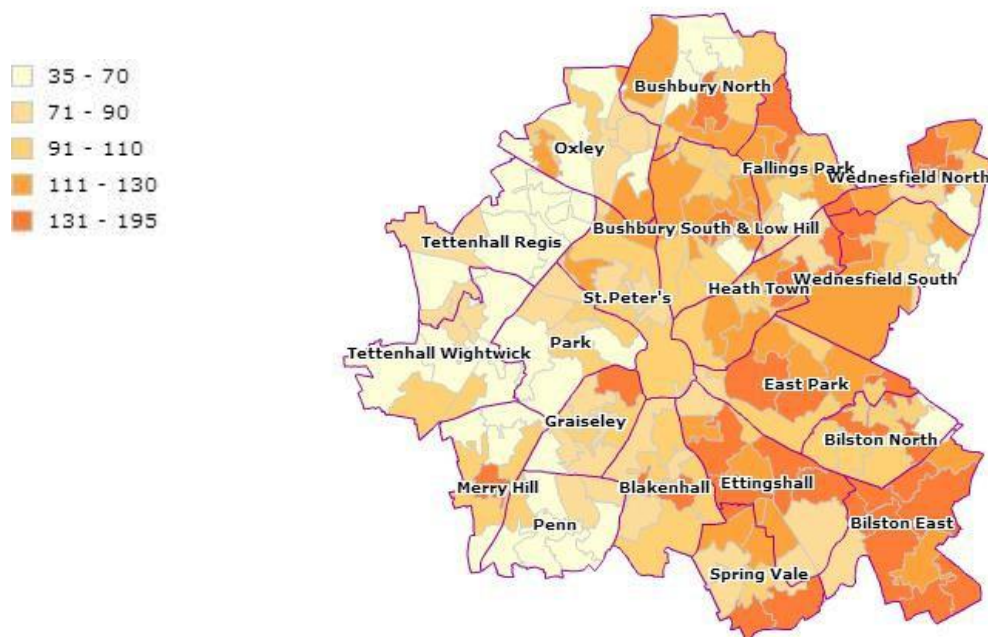 35 - 70
71 - 90
91 - 110
111 - 130
131 - 195
Bushbury North
Oxley
Fallings Park
Wednesfield North
Bushbury South & Low Hill
Tettenhall Regis
Wednesfield South
Heath Town
St.Peter's
Park
Tettenhall Wightwick
East Park
Graiseley
Bilston North
Merry Hill
Blakenhall
Ettingshall
Bilston East
Penn
Spring Vale